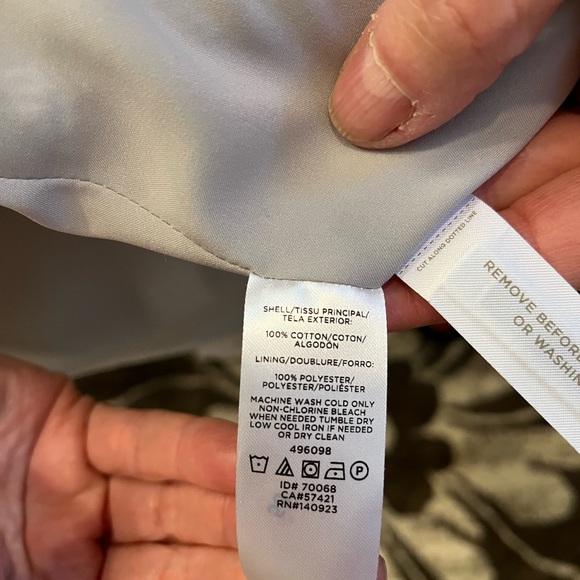 SHELL/TISSU PRINCIPAL/
TELA EXTERIOR:
100% COTTON/COTON/
ALGODÓN
LINING/DOUBLURE/FORRO:
100% POLYESTER/
POLYESTER/POLIÉSTER
MACHINE WASH COLD ONLY
NON-CHLORINE BLEACH
WHEN NEEDED TUMBLE DRY
LOW COOL IRON IF NEEDED
OR DRY CLEAN
496098
P
ID# 70068
CA#57421
RN#140923
CUT ALONG DOTTED LINE
REMOVE BEFOR
OR WASHIN